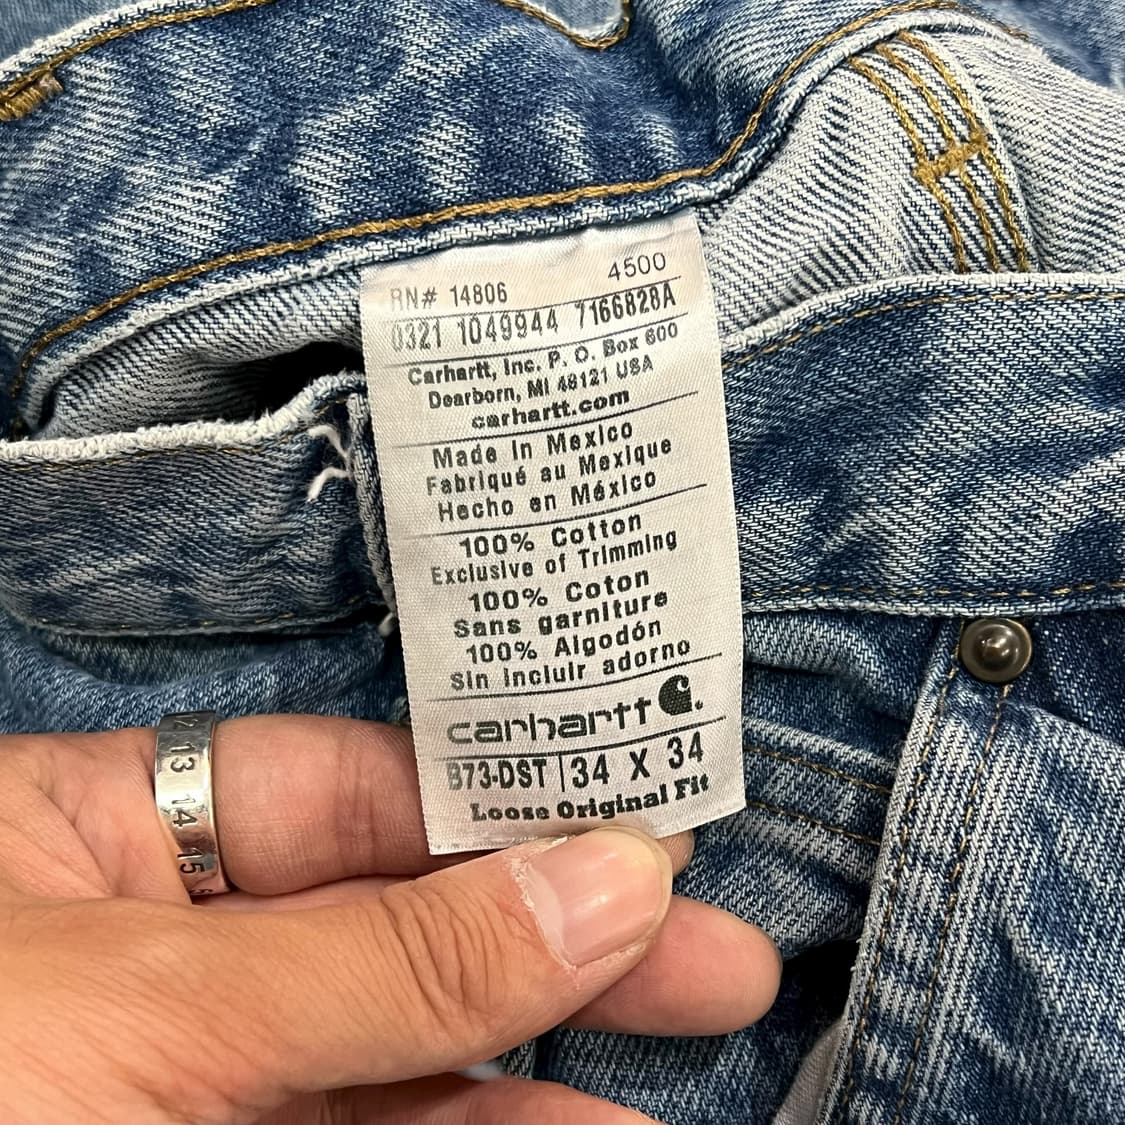 RN# 14806 4500
0321 1049944 7166828A
Carhartt, Inc. P. O. Box 600
Dearborn, MI 48121 USA
carhartt.com
Made In Mexico
Fabriqué au Mexique
Hecho en México
100% Cotton
Exclusive of Trimming
100% Coton
Sans garniture
100% Algodón
Sin incluir adorno
carhartt
B73-DST | 34 X 34
Loose Original Fit
12
13
14
15